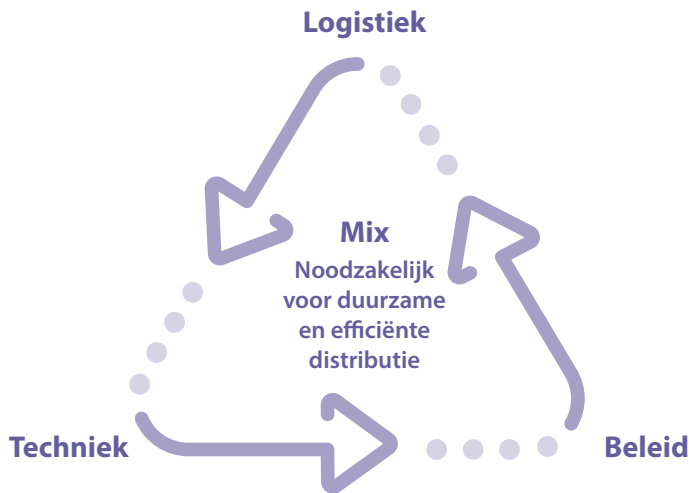 Logistiek
Mix
Noodzakelijk
voor duurzame
en efficiënte
distributie
Techniek
Beleid